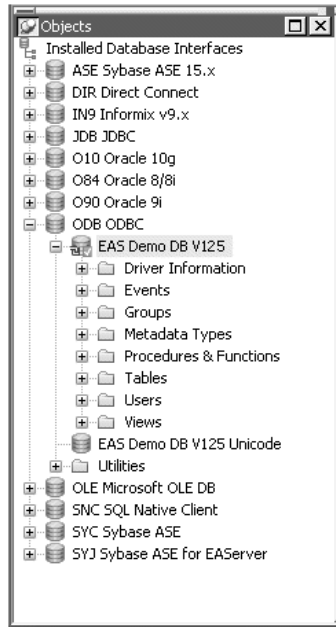 Objects
Installed Database Interfaces
ASE Sybase ASE 15.x
DIR Direct Connect
IN9 Informix v9.x
JDB JDBC
O10 Oracle 10g
O84 Oracle 8/8i
O90 Oracle 9i
ODB ODBC
EAS Demo DB V125
Driver Information
Events
Groups
Metadata Types
Procedures & Functions
Tables
Users
Views
EAS Demo DB V125 Unicode
Utilities
OLE Microsoft OLE DB
SNC SQL Native Client
SYC Sybase ASE
SYJ Sybase ASE for EAServer